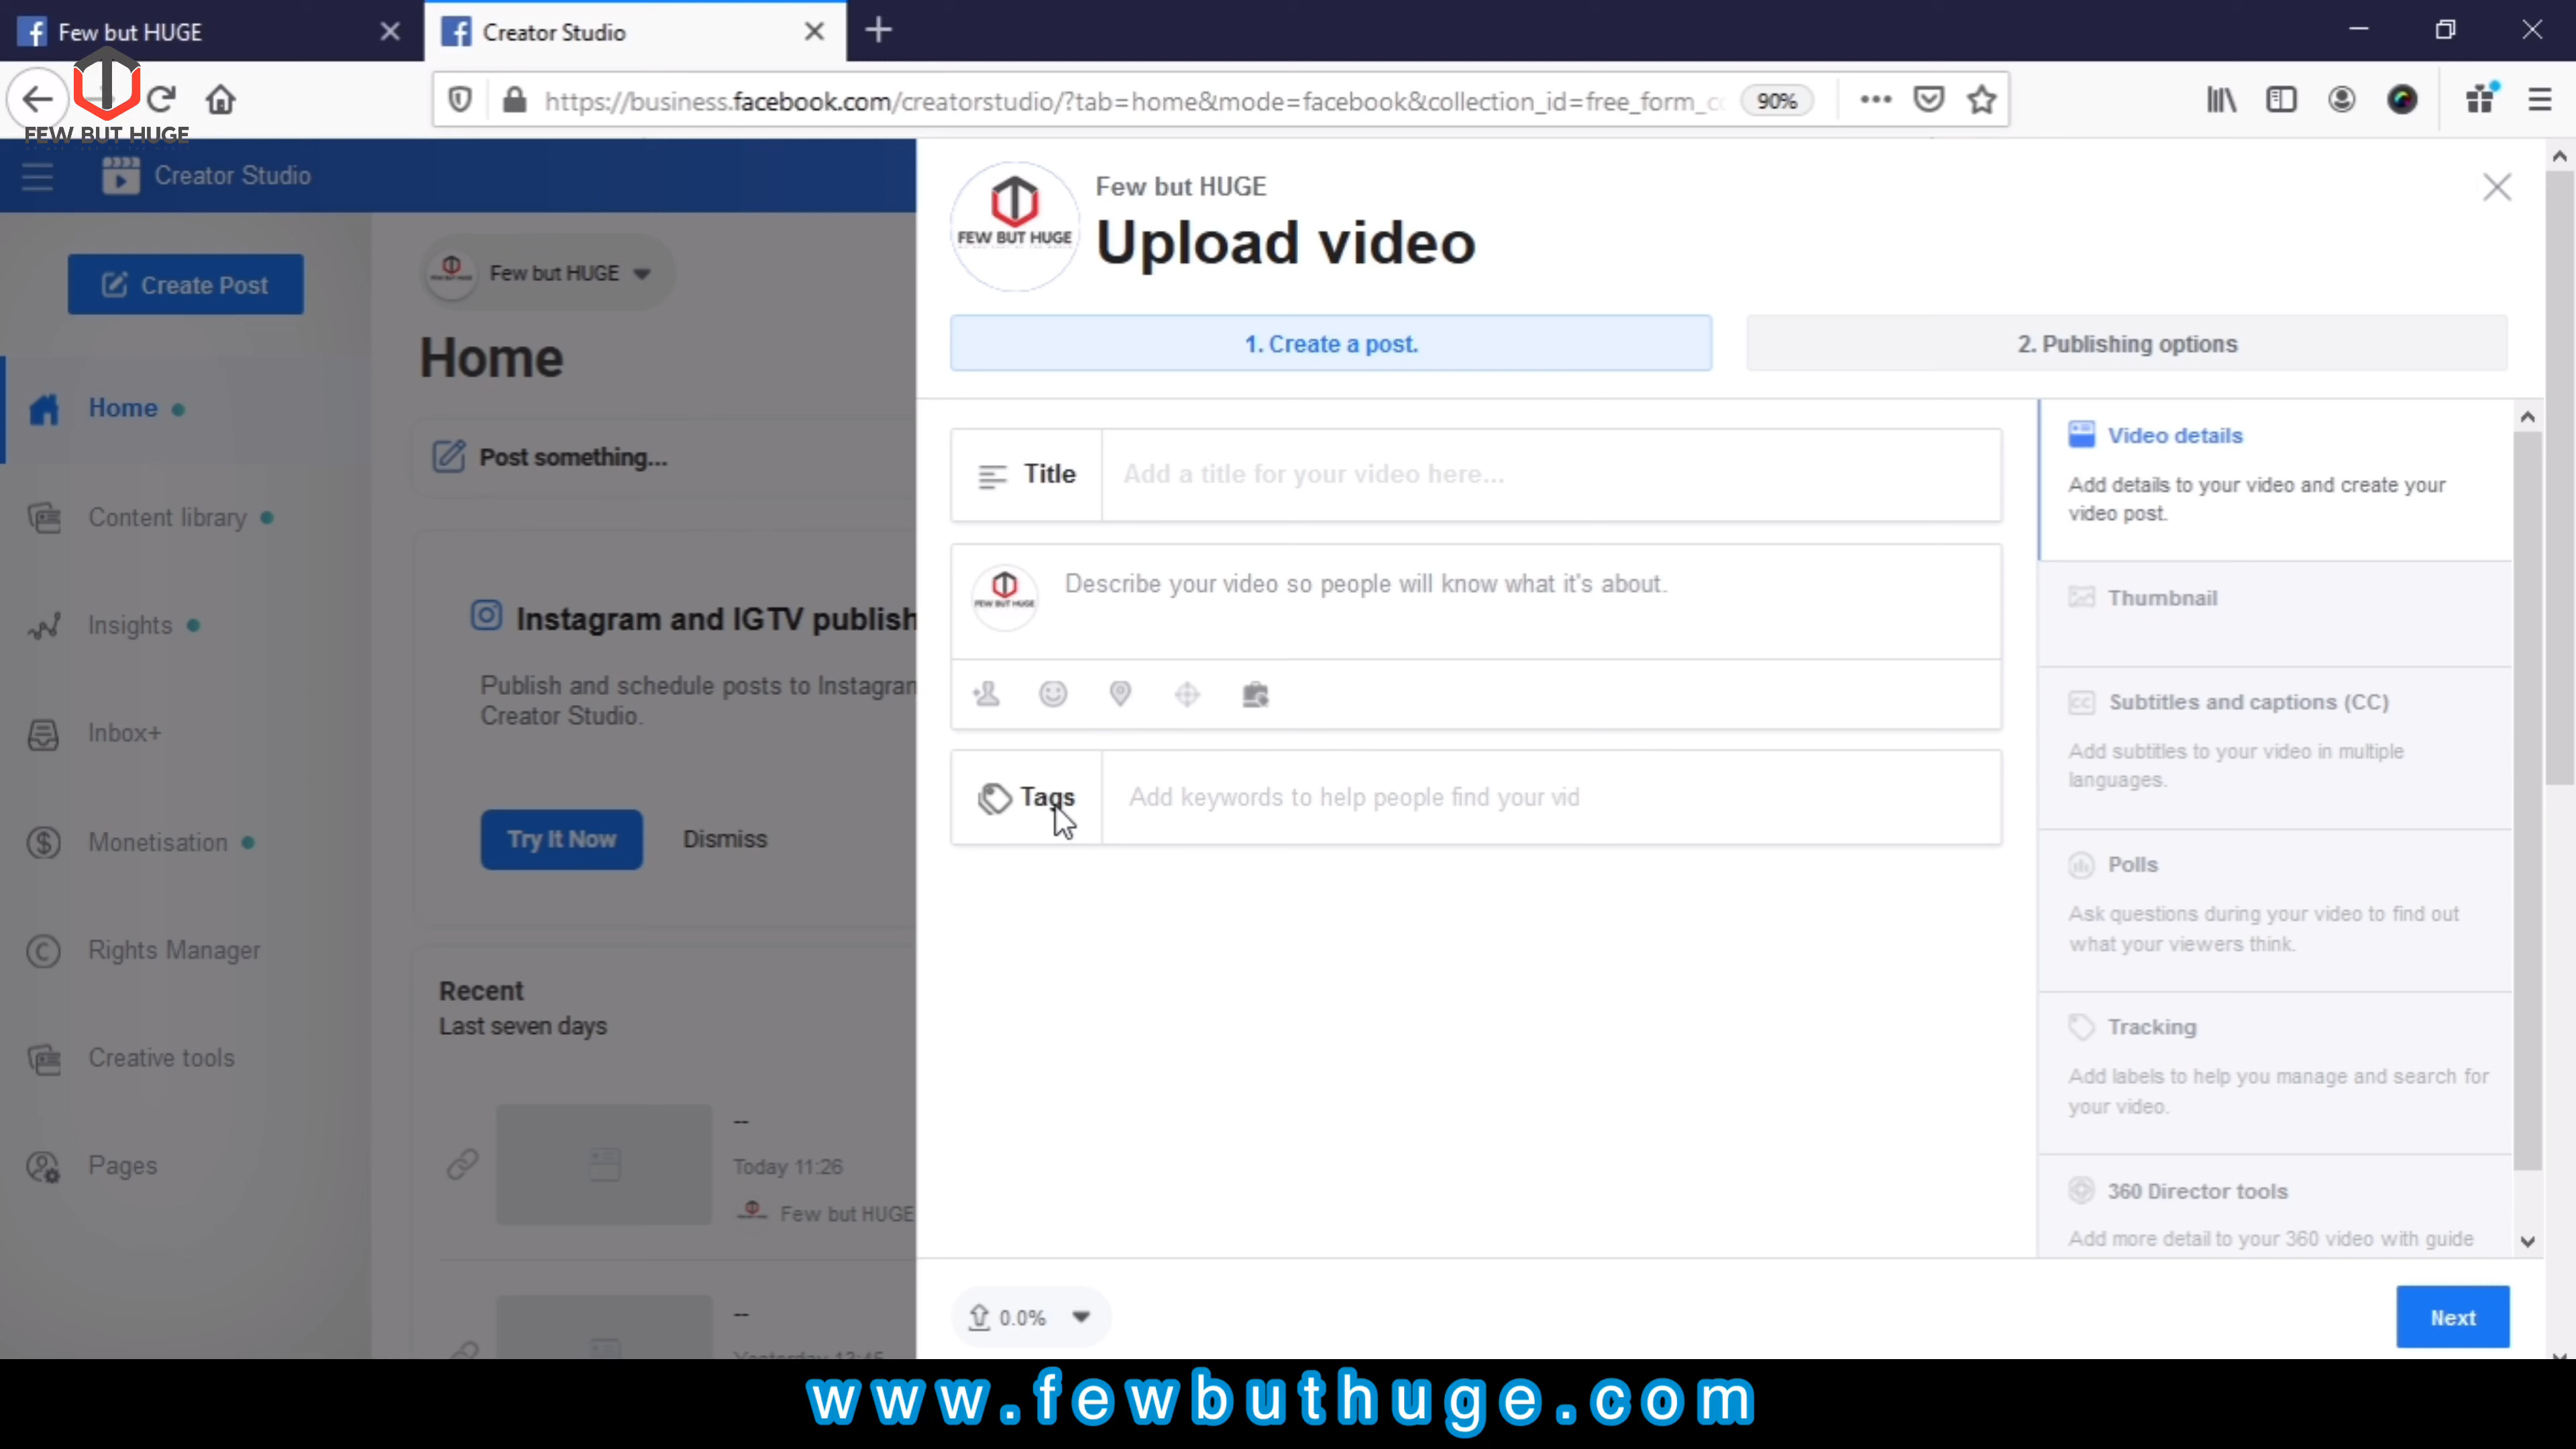 Few but HUGE
Creator Studio
FEW BUT HUGE
https://business.facebook.com/creatorstudio/?tab=home&mode=facebook&collection_id=free_form_cc
90%
Creator Studio
Create Post
Home
Content library
Insights
Inbox+
Monetisation
Rights Manager
Creative tools
Pages
Few but HUGE
Home
Post something...
Instagram and IGTV publish
Publish and schedule posts to Instagram
Creator Studio.
Try It Now
Dismiss
Recent
Last seven days
--
Today 11:26
Few but HUGE
--
Yesterday 13:45
FEW BUT HUGE
Few but HUGE
Upload video
1. Create a post.
2. Publishing options
Title
Add a title for your video here...
FEW BUT HUGE
Describe your video so people will know what it's about.
Tags
Add keywords to help people find your vid
Video details
Add details to your video and create your
video post.
Thumbnail
CC
Subtitles and captions (CC)
Add subtitles to your video in multiple
languages.
Polls
Ask questions during your video to find out
what your viewers think.
Tracking
Add labels to help you manage and search for
your video.
360 Director tools
Add more detail to your 360 video with guide
0.0%
Next
www.fewbuthuge.com